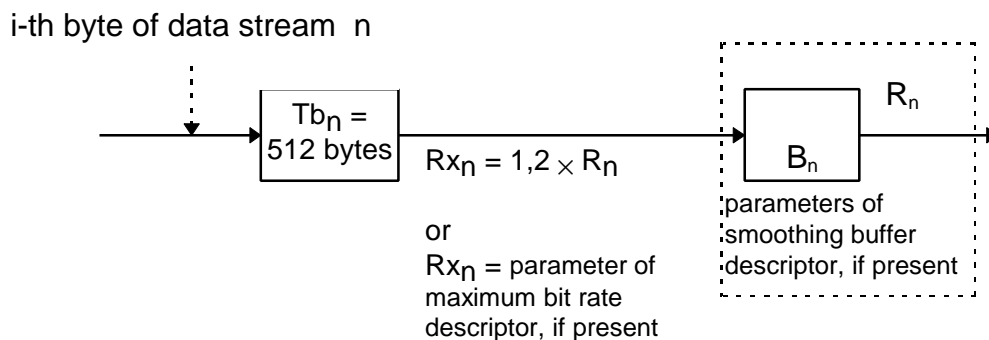 i-th byte of data stream n
Tbn =
512 bytes
Rxn = 1,2 × Rn
or
Rxn = parameter of
maximum bit rate
descriptor, if present
Bn
Rn
parameters of
smoothing buffer
descriptor, if present